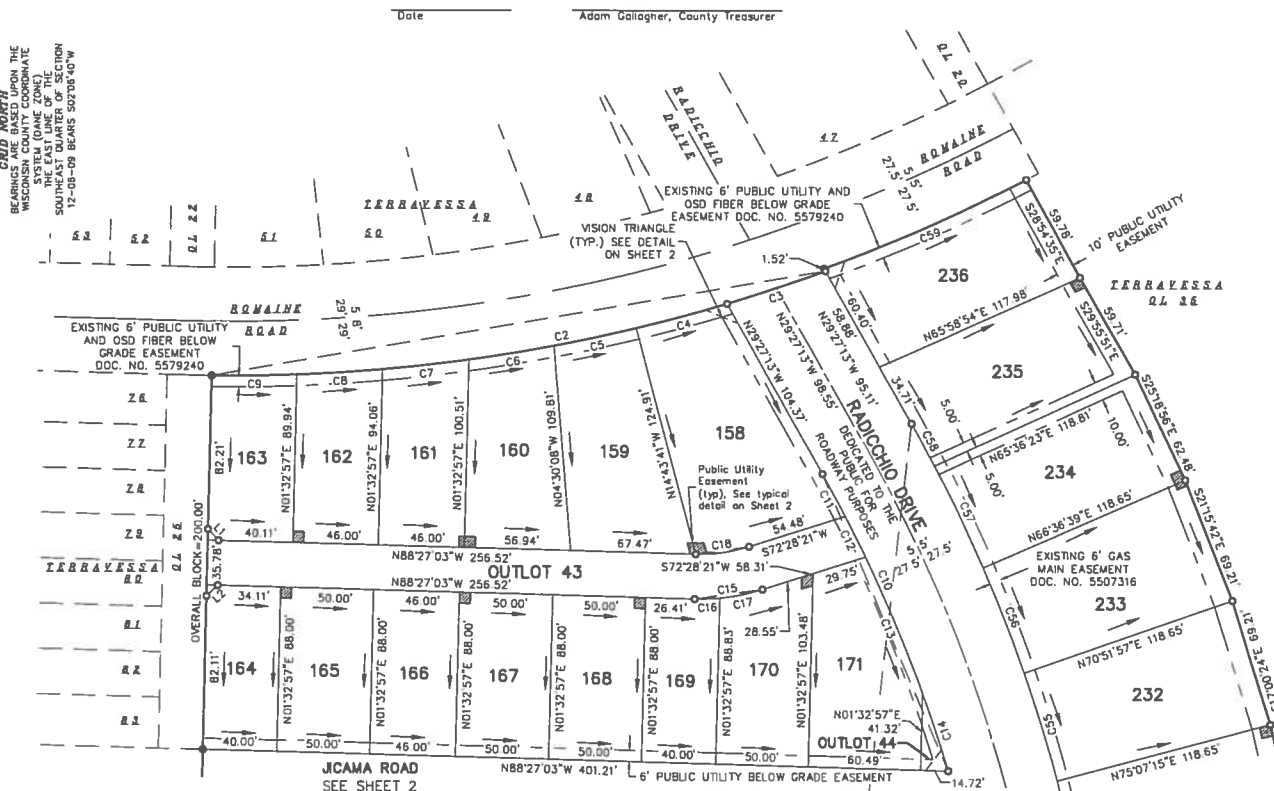 Date
Adam Gallagher, County Treasurer
GRID NORTH
BEARINGS ARE BASED UPON THE
WISCONSIN COUNTY COORDINATE
SYSTEM (DANE ZONE)
THE EAST LINE OF THE
SOUTHEAST QUARTER OF SECTION
12-06-09 BEARS S02°06'40"W
53
52
OL 22
51
TERRAVESSA
50
49
48
RADICCHIO
DRIVE
47
OL 20
ROMAINE
ROAD
5.5'
27.5' 27.5'
EXISTING 6' PUBLIC UTILITY AND
OSD FIBER BELOW GRADE
EASEMENT DOC. NO. 5579240
VISION TRIANGLE
(TYP.) SEE DETAIL
ON SHEET 2
1.52'
C59
236
S28°54'35"E
59.78'
10' PUBLIC UTILITY
EASEMENT
TERRAVESSA
OL 36
ROMAINE
ROAD
5.8'
29' 29'
EXISTING 6' PUBLIC UTILITY
AND OSD FIBER BELOW
GRADE EASEMENT
DOC. NO. 5579240
C2
C3
C4
C5
C6
C7
C8
C9
60.40'
58.88'
N29°27'13"W 95.11'
N29°27'13"W 98.55'
N29°27'13"W 104.37'
N65°58'54"E 117.98'
S29°55'51"E
59.71'
235
34.71'
5.00'
C58
N65°36'23"E 118.81'
5.00'
10.00'
S25°18'56"E 62.48'
76
77
78
79
TERRAVESSA
80
81
82
83
OL 26
OVERALL BLOCK=200.00'
82.21'
163
N01°32'57"E 89.94'
162
N01°32'57"E 94.06'
161
N01°32'57"E 100.51'
160
N04°30'08"W 109.81'
159
N14°43'41"W 124.91'
158
Public Utility
Easement
(typ). See typical
detail on Sheet 2
RADICCHIO DRIVE
DEDICATED TO THE
PUBLIC FOR THE
ROADWAY PURPOSES
C57
234
N66°36'39"E 118.65'
S21°15'42"E 69.21'
EXISTING 6' GAS
MAIN EASEMENT
DOC. NO. 5507316
L1
40.11'
46.00'
46.00'
56.94'
67.47'
C18
54.48'
S72°28'21"W
C11
C12
5.5'
27.5' 27.5'
N88°27'03"W 256.52'
OUTLOT 43
S72°28'21"W 58.31'
N88°27'03"W 256.52'
35.78'
L2
34.11'
50.00'
46.00'
50.00'
50.00'
26.41'
C15
C16
C17
28.55'
29.75'
C10
C13
C56
233
N70°51'57"E 118.65'
S17°00'24"E 69.21'
82.11'
164
N01°32'57"E 88.00'
165
N01°32'57"E 88.00'
166
N01°32'57"E 88.00'
167
N01°32'57"E 88.00'
168
N01°32'57"E 88.00'
169
N01°32'57"E 88.83'
170
N01°32'57"E 103.48'
171
N01°32'57"E
41.32'
OUTLOT 44
C14
C55
232
N75°07'15"E 118.65'
40.00'
50.00'
46.00'
50.00'
50.00'
40.00'
50.00'
60.49'
14.72'
JICAMA ROAD
SEE SHEET 2
N88°27'03"W 401.21'
6' PUBLIC UTILITY BELOW GRADE EASEMENT